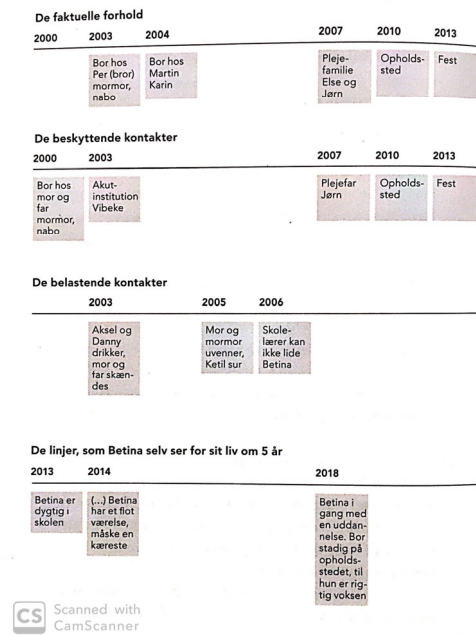 De faktuelle forhold
2000 2003 2004 2007 2010 2013
Bor hos
Per (bror)
mormor,
nabo
Bor hos
Martin
Karin
Pleje-
familie
Else og
Jørn
Opholds-
sted
Fest
De beskyttende kontakter
2000 2003 2007 2010 2013
Bor hos
mor og
far
mormor,
nabo
Akut-
institution
Vibeke
Plejefar
Jørn
Opholds-
sted
Fest
De belastende kontakter
2003 2005 2006
Aksel og
Danny
drikker,
mor og
far skæn-
des
Mor og
mormor
uvenner,
Ketil sur
Skole-
lærer kan
ikke lide
Betina
De linjer, som Betina selv ser for sit liv om 5 år
2013 2014 2018
Betina er
dygtig i
skolen
(...) Betina
har et flot
værelse,
måske en
kæreste
Betina i
gang med
en uddan-
nelse. Bor
stadig på
opholds-
stedet, til
hun er rig-
tig voksen
CS Scanned with
CamScanner